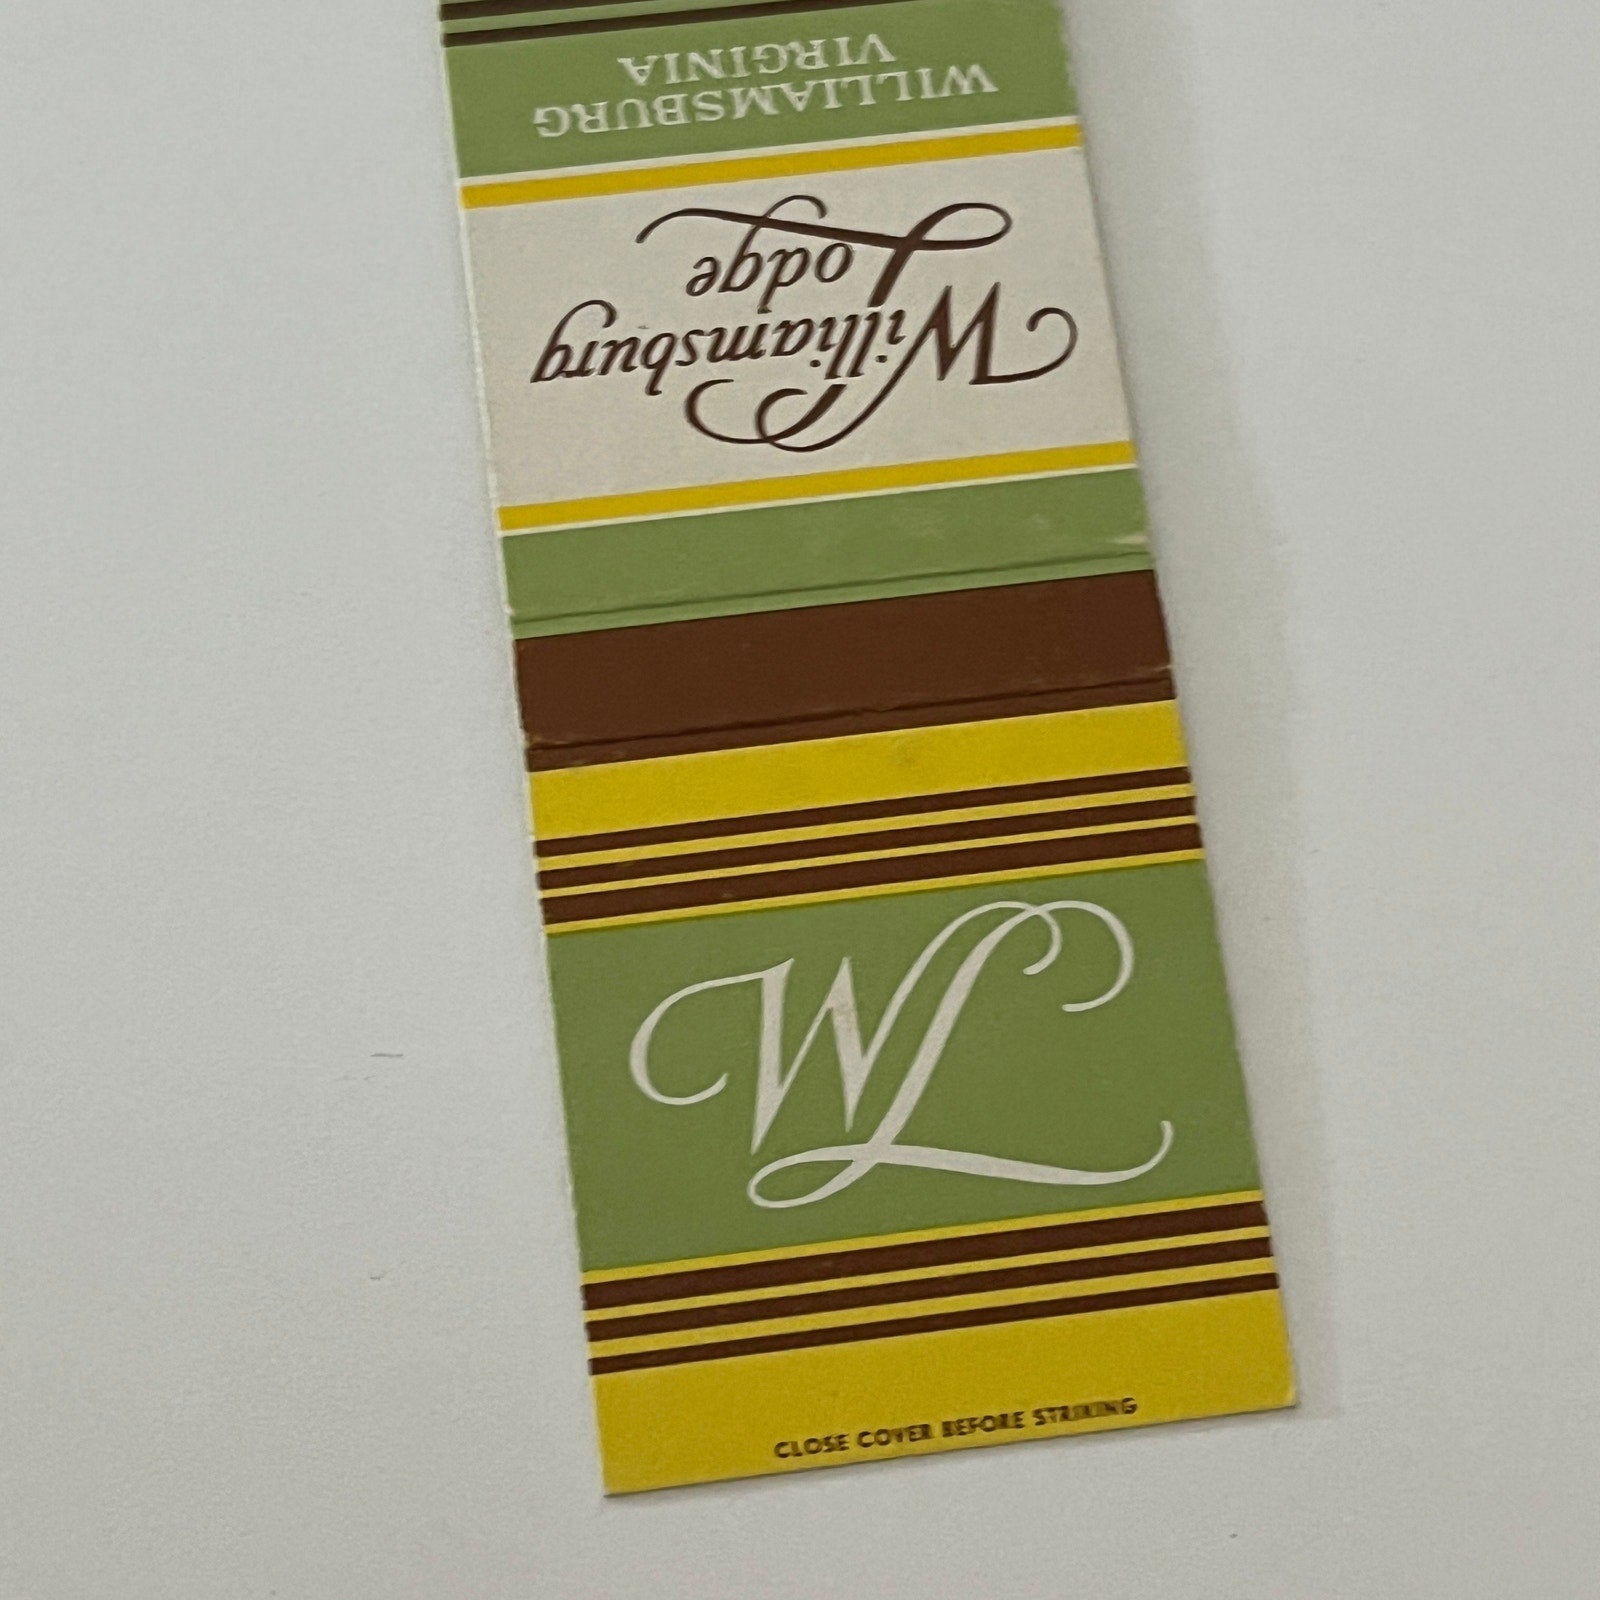 Williamsburg
Lodge
WILLIAMSBURG
VIRGINIA
WL
CLOSE COVER BEFORE STRIKING